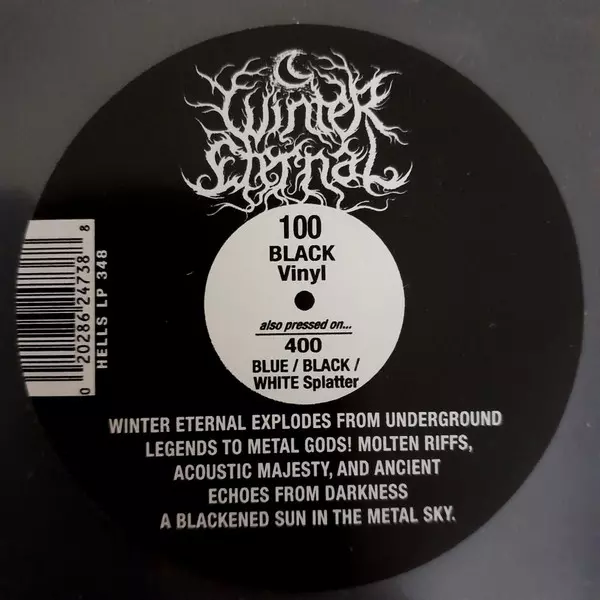 Winter
Eternal
100
BLACK
Vinyl
also pressed on...
400
BLUE / BLACK /
WHITE Splatter
0 20286 24738 8
HELLS LP 348
WINTER ETERNAL EXPLODES FROM UNDERGROUND
LEGENDS TO METAL GODS! MOLTEN RIFFS,
ACOUSTIC MAJESTY, AND ANCIENT
ECHOES FROM DARKNESS
A BLACKENED SUN IN THE METAL SKY.